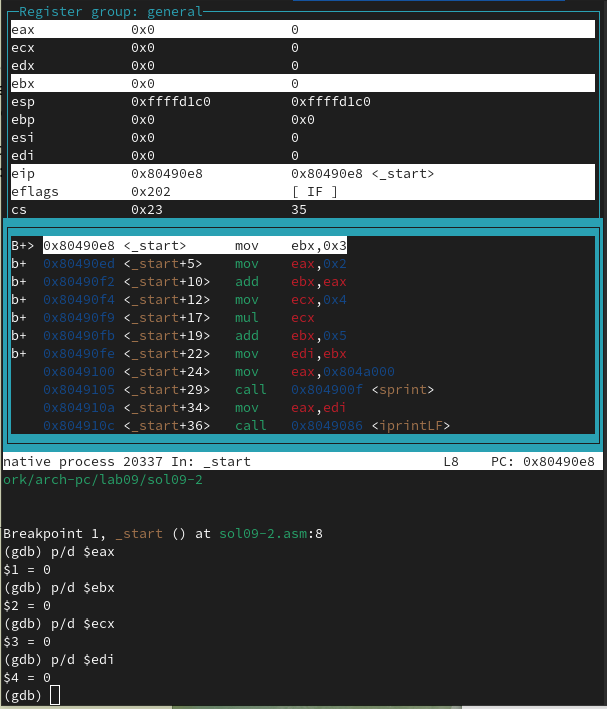 Register group: general
eax 0x0 0
ecx 0x0 0
edx 0x0 0
ebx 0x0 0
esp 0xffffd1c0 0xffffd1c0
ebp 0x0 0x0
esi 0x0 0
edi 0x0 0
eip 0x80490e8 0x80490e8 <_start>
eflags 0x202 [ IF ]
cs 0x23 35
B+> 0x80490e8 <_start> mov ebx,0x3
b+ 0x80490ed <_start+5> mov eax,0x2
b+ 0x80490f2 <_start+10> add ebx,eax
b+ 0x80490f4 <_start+12> mov ecx,0x4
b+ 0x80490f9 <_start+17> mul ecx
b+ 0x80490fb <_start+19> add ebx,0x5
b+ 0x80490fe <_start+22> mov edi,ebx
0x8049100 <_start+24> mov eax,0x804a000
0x8049105 <_start+29> call 0x804900f <sprint>
0x804910a <_start+34> mov eax,edi
0x804910c <_start+36> call 0x8049086 <iprintLF>
native process 20337 In: _start L8 PC: 0x80490e8
ork/arch-pc/lab09/sol09-2
Breakpoint 1, _start () at sol09-2.asm:8
(gdb) p/d $eax
$1 = 0
(gdb) p/d $ebx
$2 = 0
(gdb) p/d $ecx
$3 = 0
(gdb) p/d $edi
$4 = 0
(gdb)